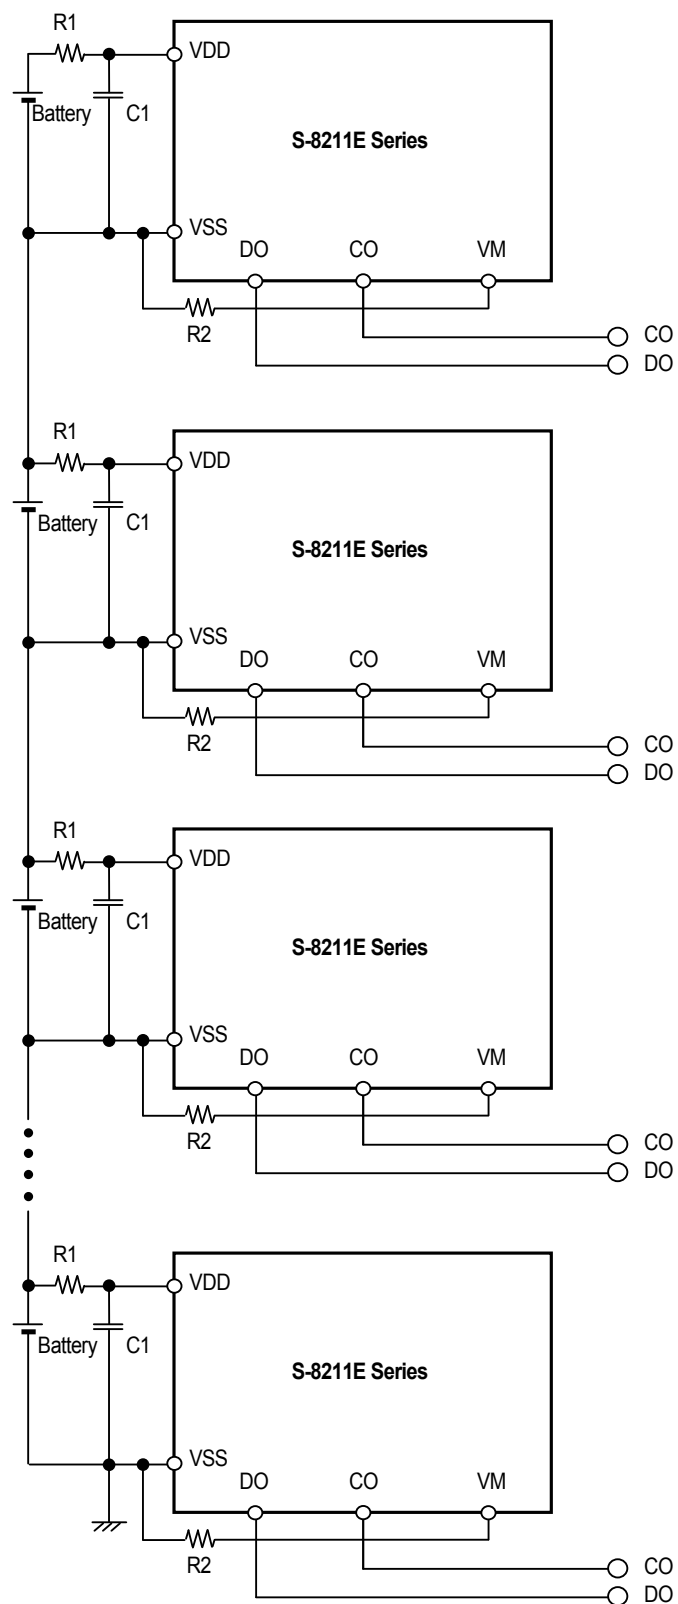 R1
VDD
Battery
C1
S-8211E Series
VSS
DO CO VM
R2
CO
DO
R1
VDD
Battery
C1
S-8211E Series
VSS
DO CO VM
R2
CO
DO
R1
VDD
Battery
C1
S-8211E Series
VSS
DO CO VM
R2
CO
DO
R1
VDD
Battery
C1
S-8211E Series
VSS
DO CO VM
R2
CO
DO